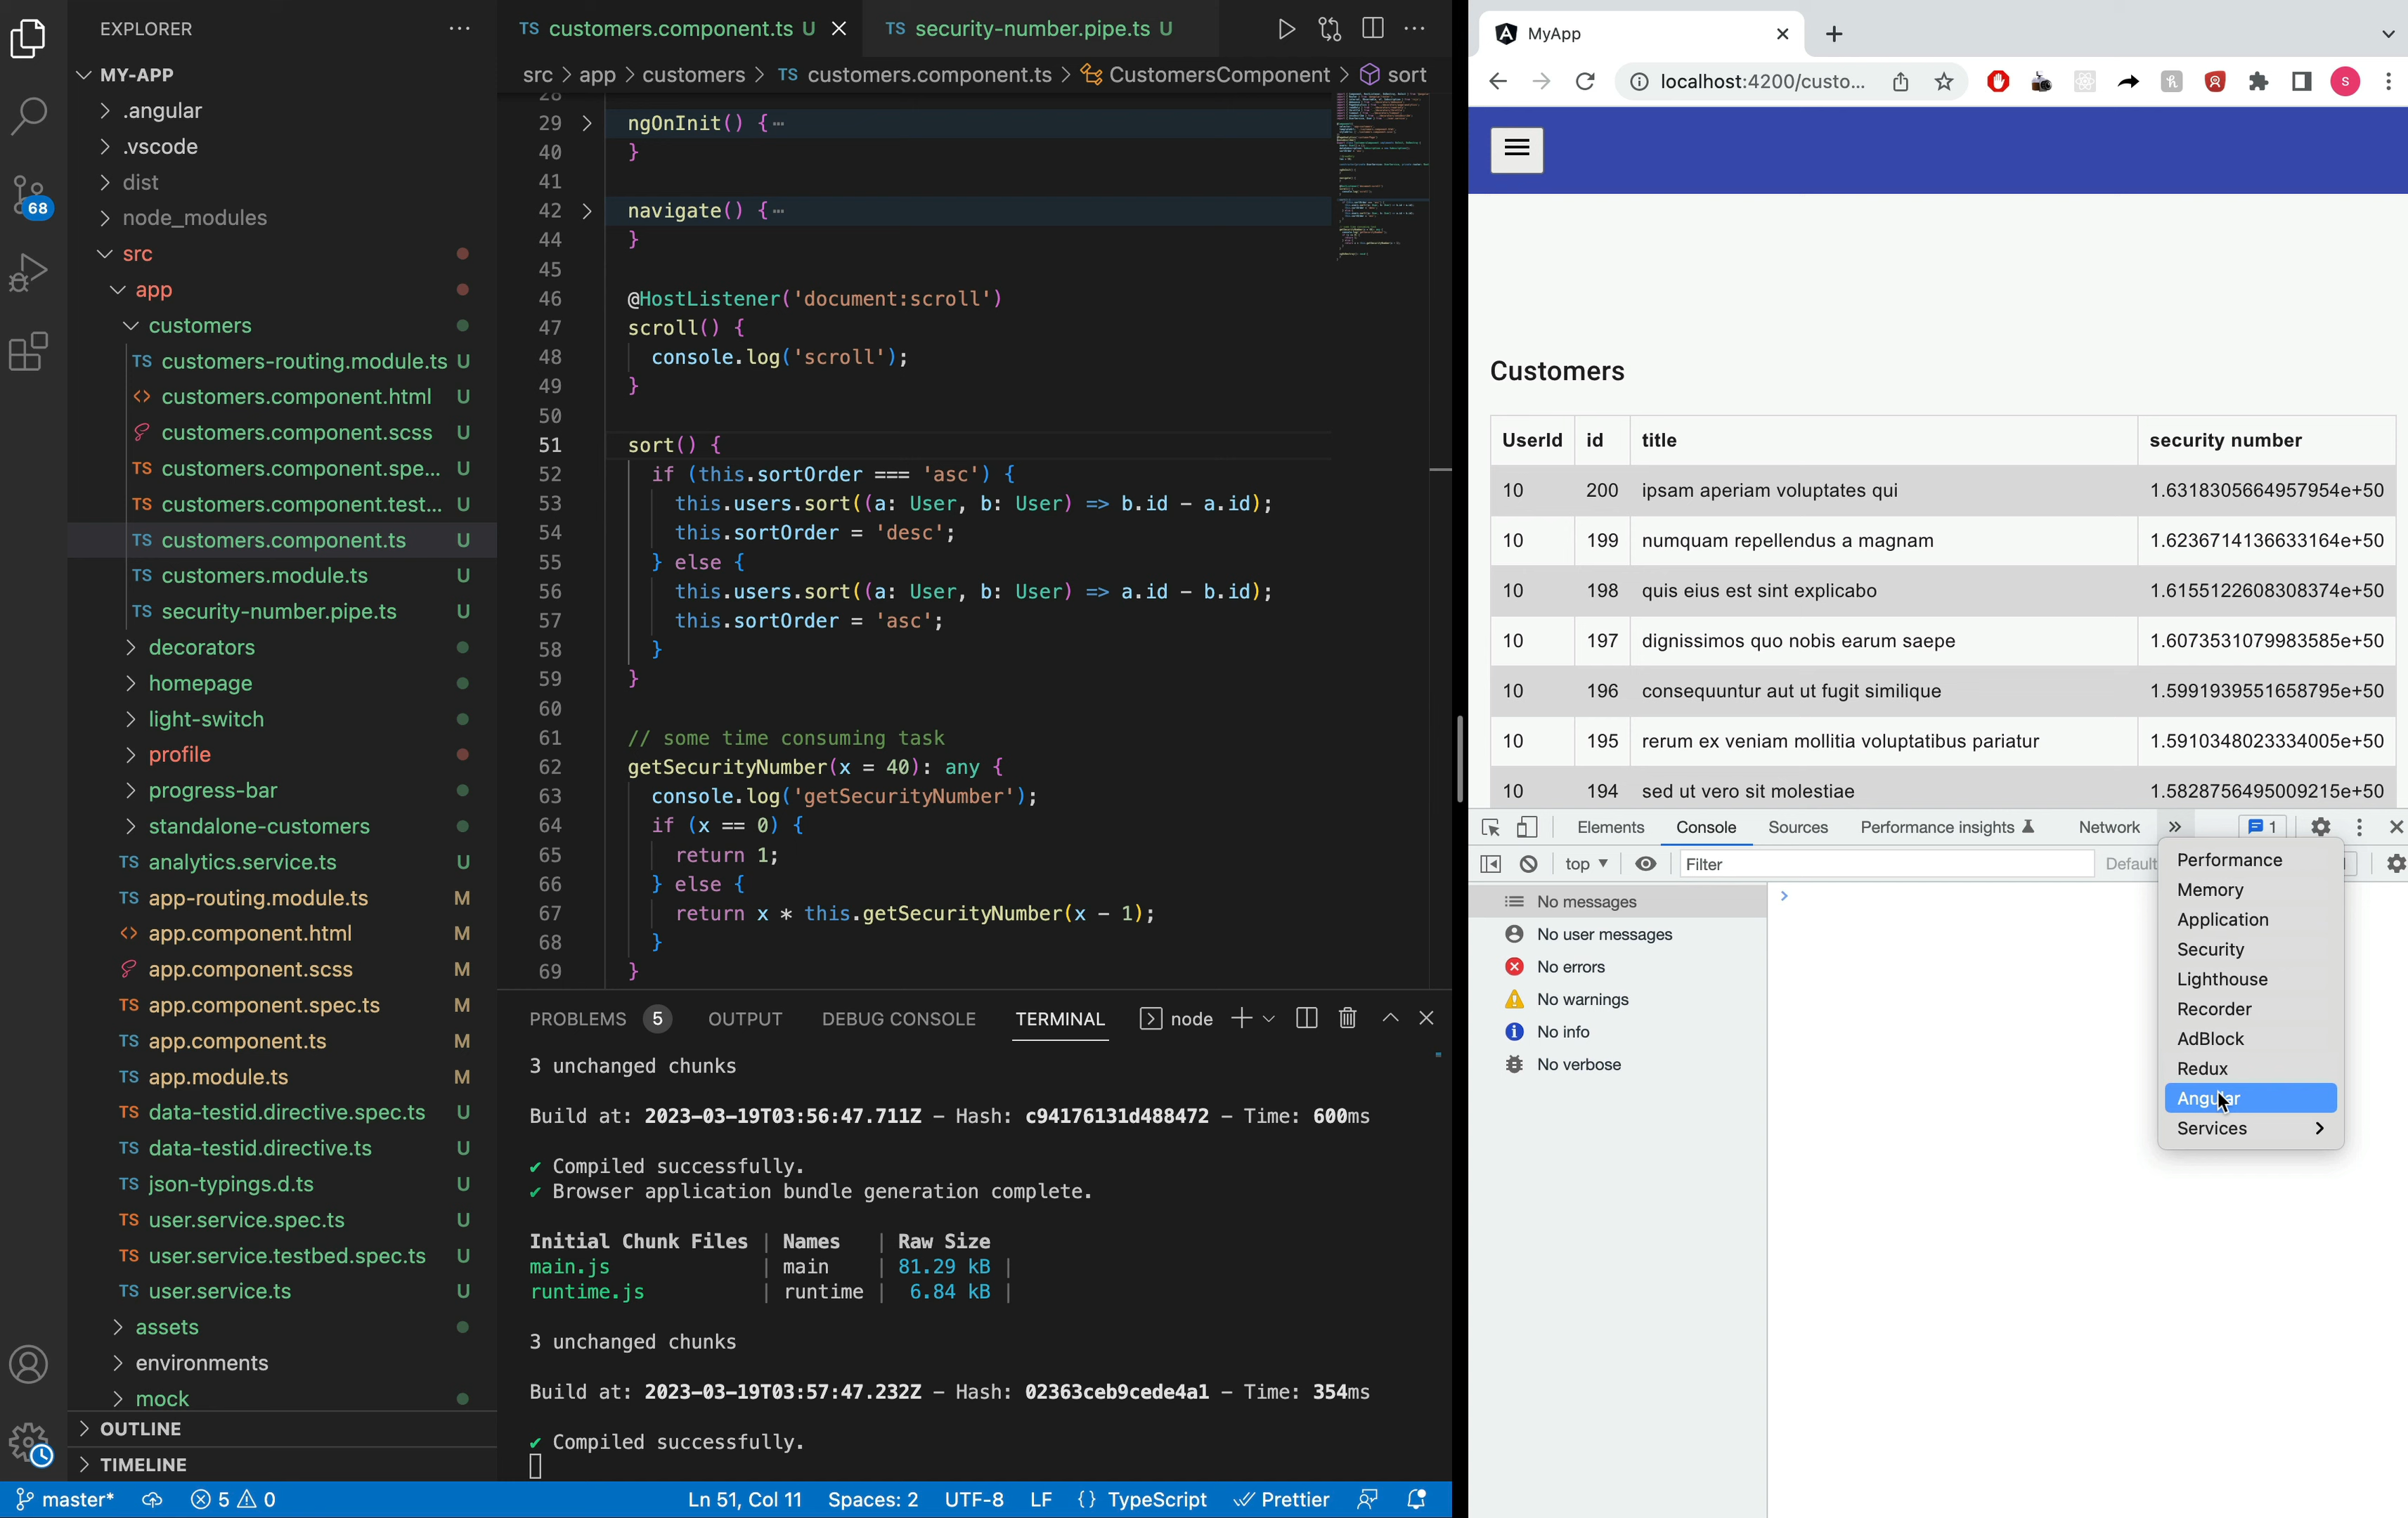 EXPLORER
MY-APP
.angular
.vscode
dist
node_modules
src
app
customers
TS customers-routing.module.ts U
<> customers.component.html U
customers.component.scss U
TS customers.component.spe... U
TS customers.component.test... U
TS customers.component.ts U
TS customers.module.ts U
TS security-number.pipe.ts U
decorators
homepage
light-switch
profile
progress-bar
standalone-customers
TS analytics.service.ts U
TS app-routing.module.ts M
<> app.component.html M
app.component.scss M
TS app.component.spec.ts M
TS app.component.ts M
TS app.module.ts M
TS data-testid.directive.spec.ts U
TS data-testid.directive.ts U
TS json-typings.d.ts U
TS user.service.spec.ts U
TS user.service.testbed.spec.ts U
TS user.service.ts U
assets
environments
mock
OUTLINE
TIMELINE
68
TS customers.component.ts U
TS security-number.pipe.ts U
src > app > customers > TS customers.component.ts > CustomersComponent > sort
28
29 ngOnInit() {
40 }
41
42 navigate() {
44 }
45
46 @HostListener('document:scroll')
47 scroll() {
48 console.log('scroll');
49 }
50
51 sort() {
52 if (this.sortOrder === 'asc') {
53 this.users.sort((a: User, b: User) => b.id - a.id);
54 this.sortOrder = 'desc';
55 } else {
56 this.users.sort((a: User, b: User) => a.id - b.id);
57 this.sortOrder = 'asc';
58 }
59 }
60
61 // some time consuming task
62 getSecurityNumber(x = 40): any {
63 console.log('getSecurityNumber');
64 if (x == 0) {
65 return 1;
66 } else {
67 return x * this.getSecurityNumber(x - 1);
68 }
69 }
PROBLEMS 5 OUTPUT DEBUG CONSOLE TERMINAL node
3 unchanged chunks
Build at: 2023-03-19T03:56:47.711Z - Hash: c94176131d488472 - Time: 600ms
✔ Compiled successfully.
✔ Browser application bundle generation complete.
Initial Chunk Files | Names | Raw Size
main.js | main | 81.29 kB |
runtime.js | runtime | 6.84 kB |
3 unchanged chunks
Build at: 2023-03-19T03:57:47.232Z - Hash: 02363ceb9cede4a1 - Time: 354ms
✔ Compiled successfully.
master* 5 0 Ln 51, Col 11 Spaces: 2 UTF-8 LF {} TypeScript Prettier
MyApp
localhost:4200/custo...
S
Customers
UserId id title security number
10 200 ipsam aperiam voluptates qui 1.6318305664957954e+50
10 199 numquam repellendus a magnam 1.6236714136633164e+50
10 198 quis eius est sint explicabo 1.6155122608308374e+50
10 197 dignissimos quo nobis earum saepe 1.6073531079983585e+50
10 196 consequuntur aut ut fugit similique 1.5991939551658795e+50
10 195 rerum ex veniam mollitia voluptatibus pariatur 1.5910348023334005e+50
10 194 sed ut vero sit molestiae 1.5828756495009215e+50
Elements Console Sources Performance insights Network » 1
top Filter Default
No messages
No user messages
No errors
No warnings
No info
No verbose
>
Performance
Memory
Application
Security
Lighthouse
Recorder
AdBlock
Redux
Angular
Services